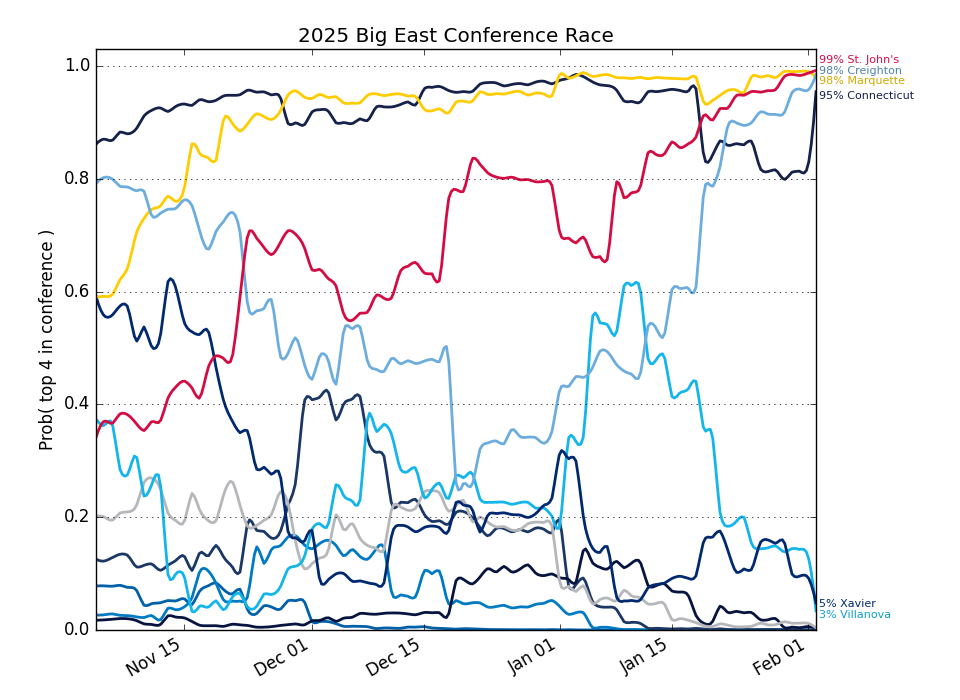 2025 Big East Conference Race
Prob( top 4 in conference )
1.0
0.8
0.6
0.4
0.2
0.0
Nov 15
Dec 01
Dec 15
Jan 01
Jan 15
Feb 01
99% St. John's
98% Creighton
98% Marquette
95% Connecticut
5% Xavier
3% Villanova